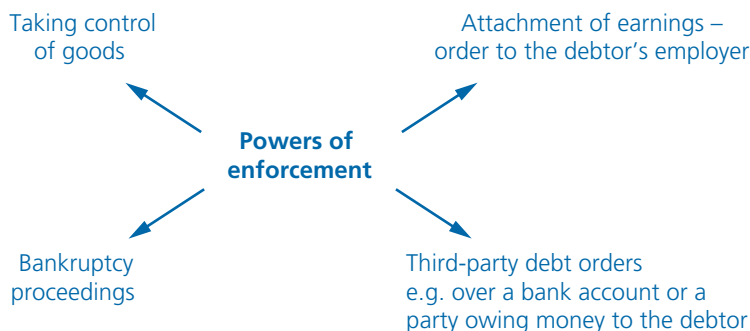 Taking control
of goods
Attachment of earnings –
order to the debtor's employer
Powers of
enforcement
Bankruptcy
proceedings
Third-party debt orders
e.g. over a bank account or a
party owing money to the debtor